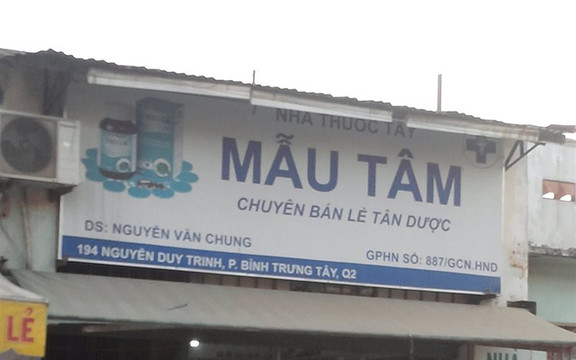 NHÀ THUỐC TÂY
MẪU TÂM
CHUYÊN BÁN LẺ TÂN DƯỢC
DS: NGUYỄN VĂN CHUNG
GPHN SỐ: 887/GCN.HND
194 NGUYỄN DUY TRINH, P. BÌNH TRƯNG TÂY, Q2
LẺ